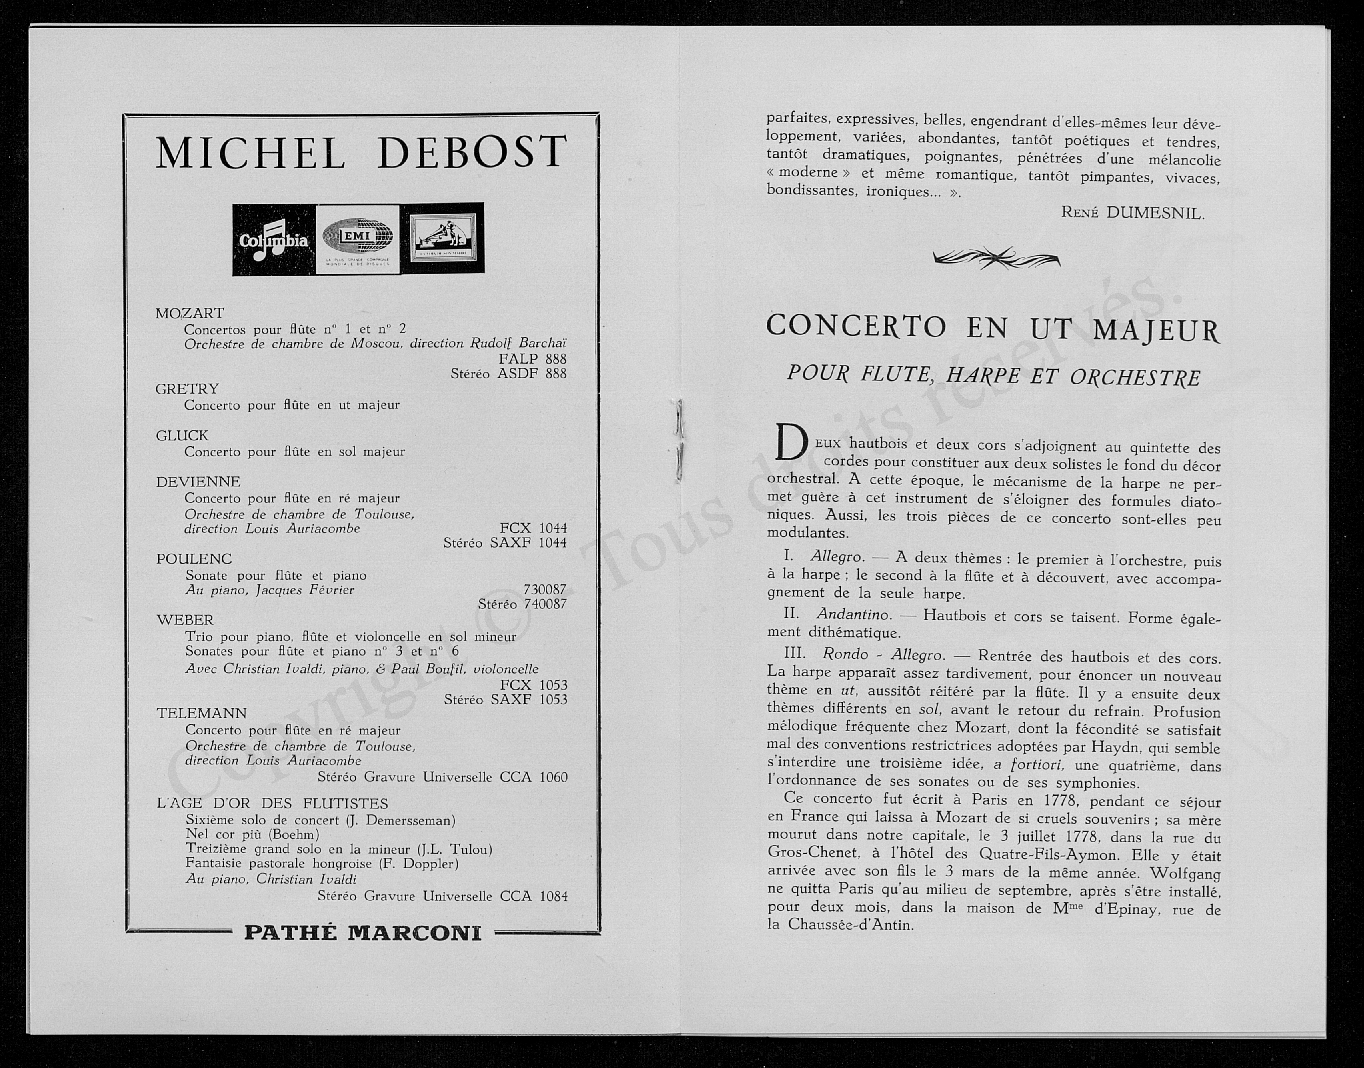 MICHEL DEBOST
Columbia
EMI
MOZART
Concertos pour flûte n° 1 et n° 2
Orchestre de chambre de Moscou, direction Rudolf Barchaï
FALP 888
Stéréo ASDF 888
GRETRY
Concerto pour flûte en ut majeur
GLUCK
Concerto pour flûte en sol majeur
DEVIENNE
Concerto pour flûte en ré majeur
Orchestre de chambre de Toulouse,
direction Louis Auriacombe FCX 1044
Stéréo SAXF 1044
POULENC
Sonate pour flûte et piano
Au piano, Jacques Février 730087
Stéréo 740087
WEBER
Trio pour piano, flûte et violoncelle en sol mineur
Sonates pour flûte et piano n° 3 et n° 6
Avec Christian Ivaldi, piano, & Paul Boufil, violoncelle
FCX 1053
Stéréo SAXF 1053
TELEMANN
Concerto pour flûte en ré majeur
Orchestre de chambre de Toulouse,
direction Louis Auriacombe
Stéréo Gravure Universelle CCA 1060
L'AGE D'OR DES FLUTISTES
Sixième solo de concert (J. Demersseman)
Nel cor più (Boehm)
Treizième grand solo en la mineur (J.L. Tulou)
Fantaisie pastorale hongroise (F. Doppler)
Au piano, Christian Ivaldi
Stéréo Gravure Universelle CCA 1084
PATHÉ MARCONI
parfaites, expressives, belles, engendrant d'elles-mêmes leur déve-
loppement, variées, abondantes, tantôt poétiques et tendres,
tantôt dramatiques, poignantes, pénétrées d'une mélancolie
« moderne » et même romantique, tantôt pimpantes, vivaces,
bondissantes, ironiques... ».
RENÉ DUMESNIL.
CONCERTO EN UT MAJEUR
POUR FLUTE, HARPE ET ORCHESTRE
DEUX hautbois et deux cors s'adjoignent au quintette des
cordes pour constituer aux deux solistes le fond du décor
orchestral. A cette époque, le mécanisme de la harpe ne per-
met guère à cet instrument de s'éloigner des formules diato-
niques. Aussi, les trois pièces de ce concerto sont-elles peu
modulantes.
I. Allegro. — A deux thèmes : le premier à l'orchestre, puis
à la harpe ; le second à la flûte et à découvert, avec accompa-
gnement de la seule harpe.
II. Andantino. — Hautbois et cors se taisent. Forme égale-
ment dithématique.
III. Rondo - Allegro. — Rentrée des hautbois et des cors.
La harpe apparaît assez tardivement, pour énoncer un nouveau
thème en ut, aussitôt réitéré par la flûte. Il y a ensuite deux
thèmes différents en sol, avant le retour du refrain. Profusion
mélodique fréquente chez Mozart, dont la fécondité se satisfait
mal des conventions restrictrices adoptées par Haydn, qui semble
s'interdire une troisième idée, a fortiori, une quatrième, dans
l'ordonnance de ses sonates ou de ses symphonies.
Ce concerto fut écrit à Paris en 1778, pendant ce séjour
en France qui laissa à Mozart de si cruels souvenirs ; sa mère
mourut dans notre capitale, le 3 juillet 1778, dans la rue du
Gros-Chenet, à l'hôtel des Quatre-Fils-Aymon. Elle y était
arrivée avec son fils le 3 mars de la même année. Wolfgang
ne quitta Paris qu'au milieu de septembre, après s'être installé,
pour deux mois, dans la maison de Mme d'Epinay, rue de
la Chaussée-d'Antin.
Copyright © - Tous droits réservés.